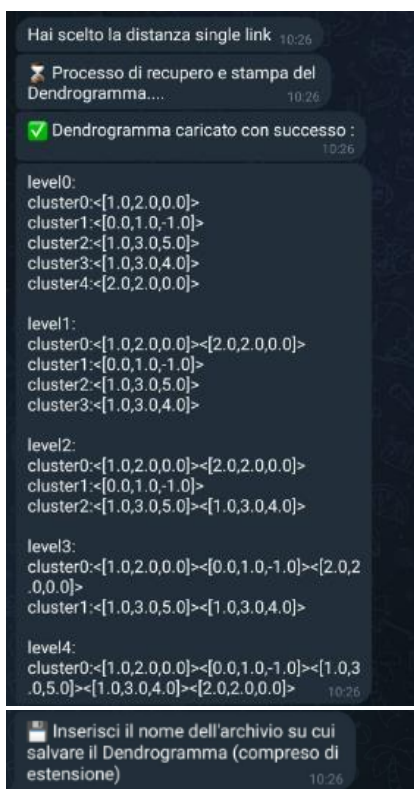 Hai scelto la distanza single link 10:26
⏳ Processo di recupero e stampa del
Dendrogramma.... 10:26
✅ Dendrogramma caricato con successo :
10:26
level0:
cluster0:<[1.0,2.0,0.0]>
cluster1:<[0.0,1.0,-1.0]>
cluster2:<[1.0,3.0,5.0]>
cluster3:<[1.0,3.0,4.0]>
cluster4:<[2.0,2.0,0.0]>
level1:
cluster0:<[1.0,2.0,0.0]><[2.0,2.0,0.0]>
cluster1:<[0.0,1.0,-1.0]>
cluster2:<[1.0,3.0,5.0]>
cluster3:<[1.0,3.0,4.0]>
level2:
cluster0:<[1.0,2.0,0.0]><[2.0,2.0,0.0]>
cluster1:<[0.0,1.0,-1.0]>
cluster2:<[1.0,3.0,5.0]><[1.0,3.0,4.0]>
level3:
cluster0:<[1.0,2.0,0.0]><[0.0,1.0,-1.0]><[2.0,2
.0,0.0]>
cluster1:<[1.0,3.0,5.0]><[1.0,3.0,4.0]>
level4:
cluster0:<[1.0,2.0,0.0]><[0.0,1.0,-1.0]><[1.0,3
.0,5.0]><[1.0,3.0,4.0]><[2.0,2.0,0.0]> 10:26
💾 Inserisci il nome dell'archivio su cui
salvare il Dendrogramma (compreso di
estensione) 10:26